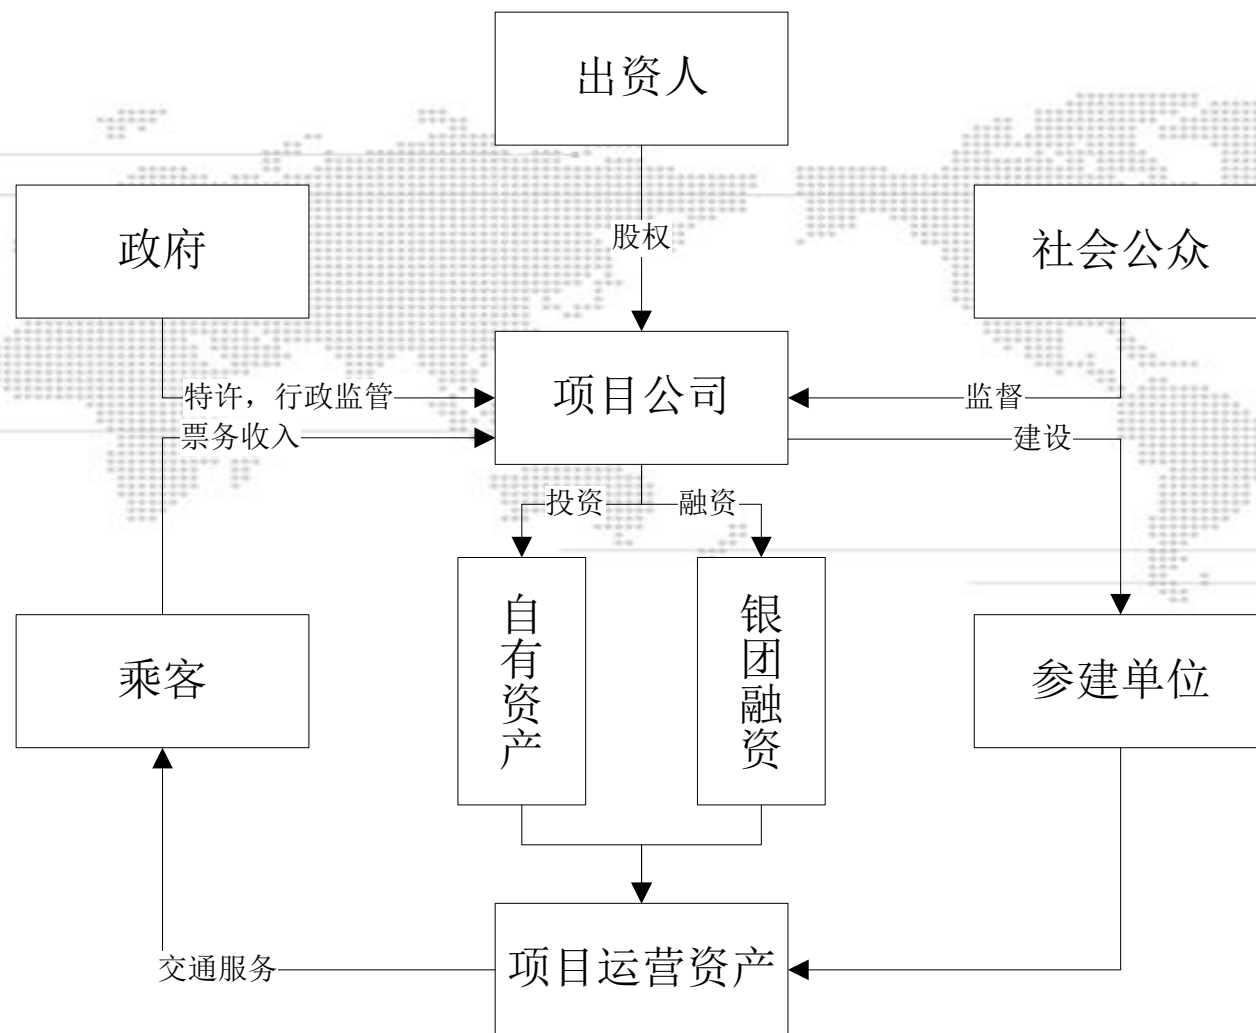 出资人
政府
股权
社会公众
特许，行政监管
项目公司
监督
票务收入
建设
投资
融资
乘客
自有资产
银团融资
参建单位
交通服务
项目运营资产